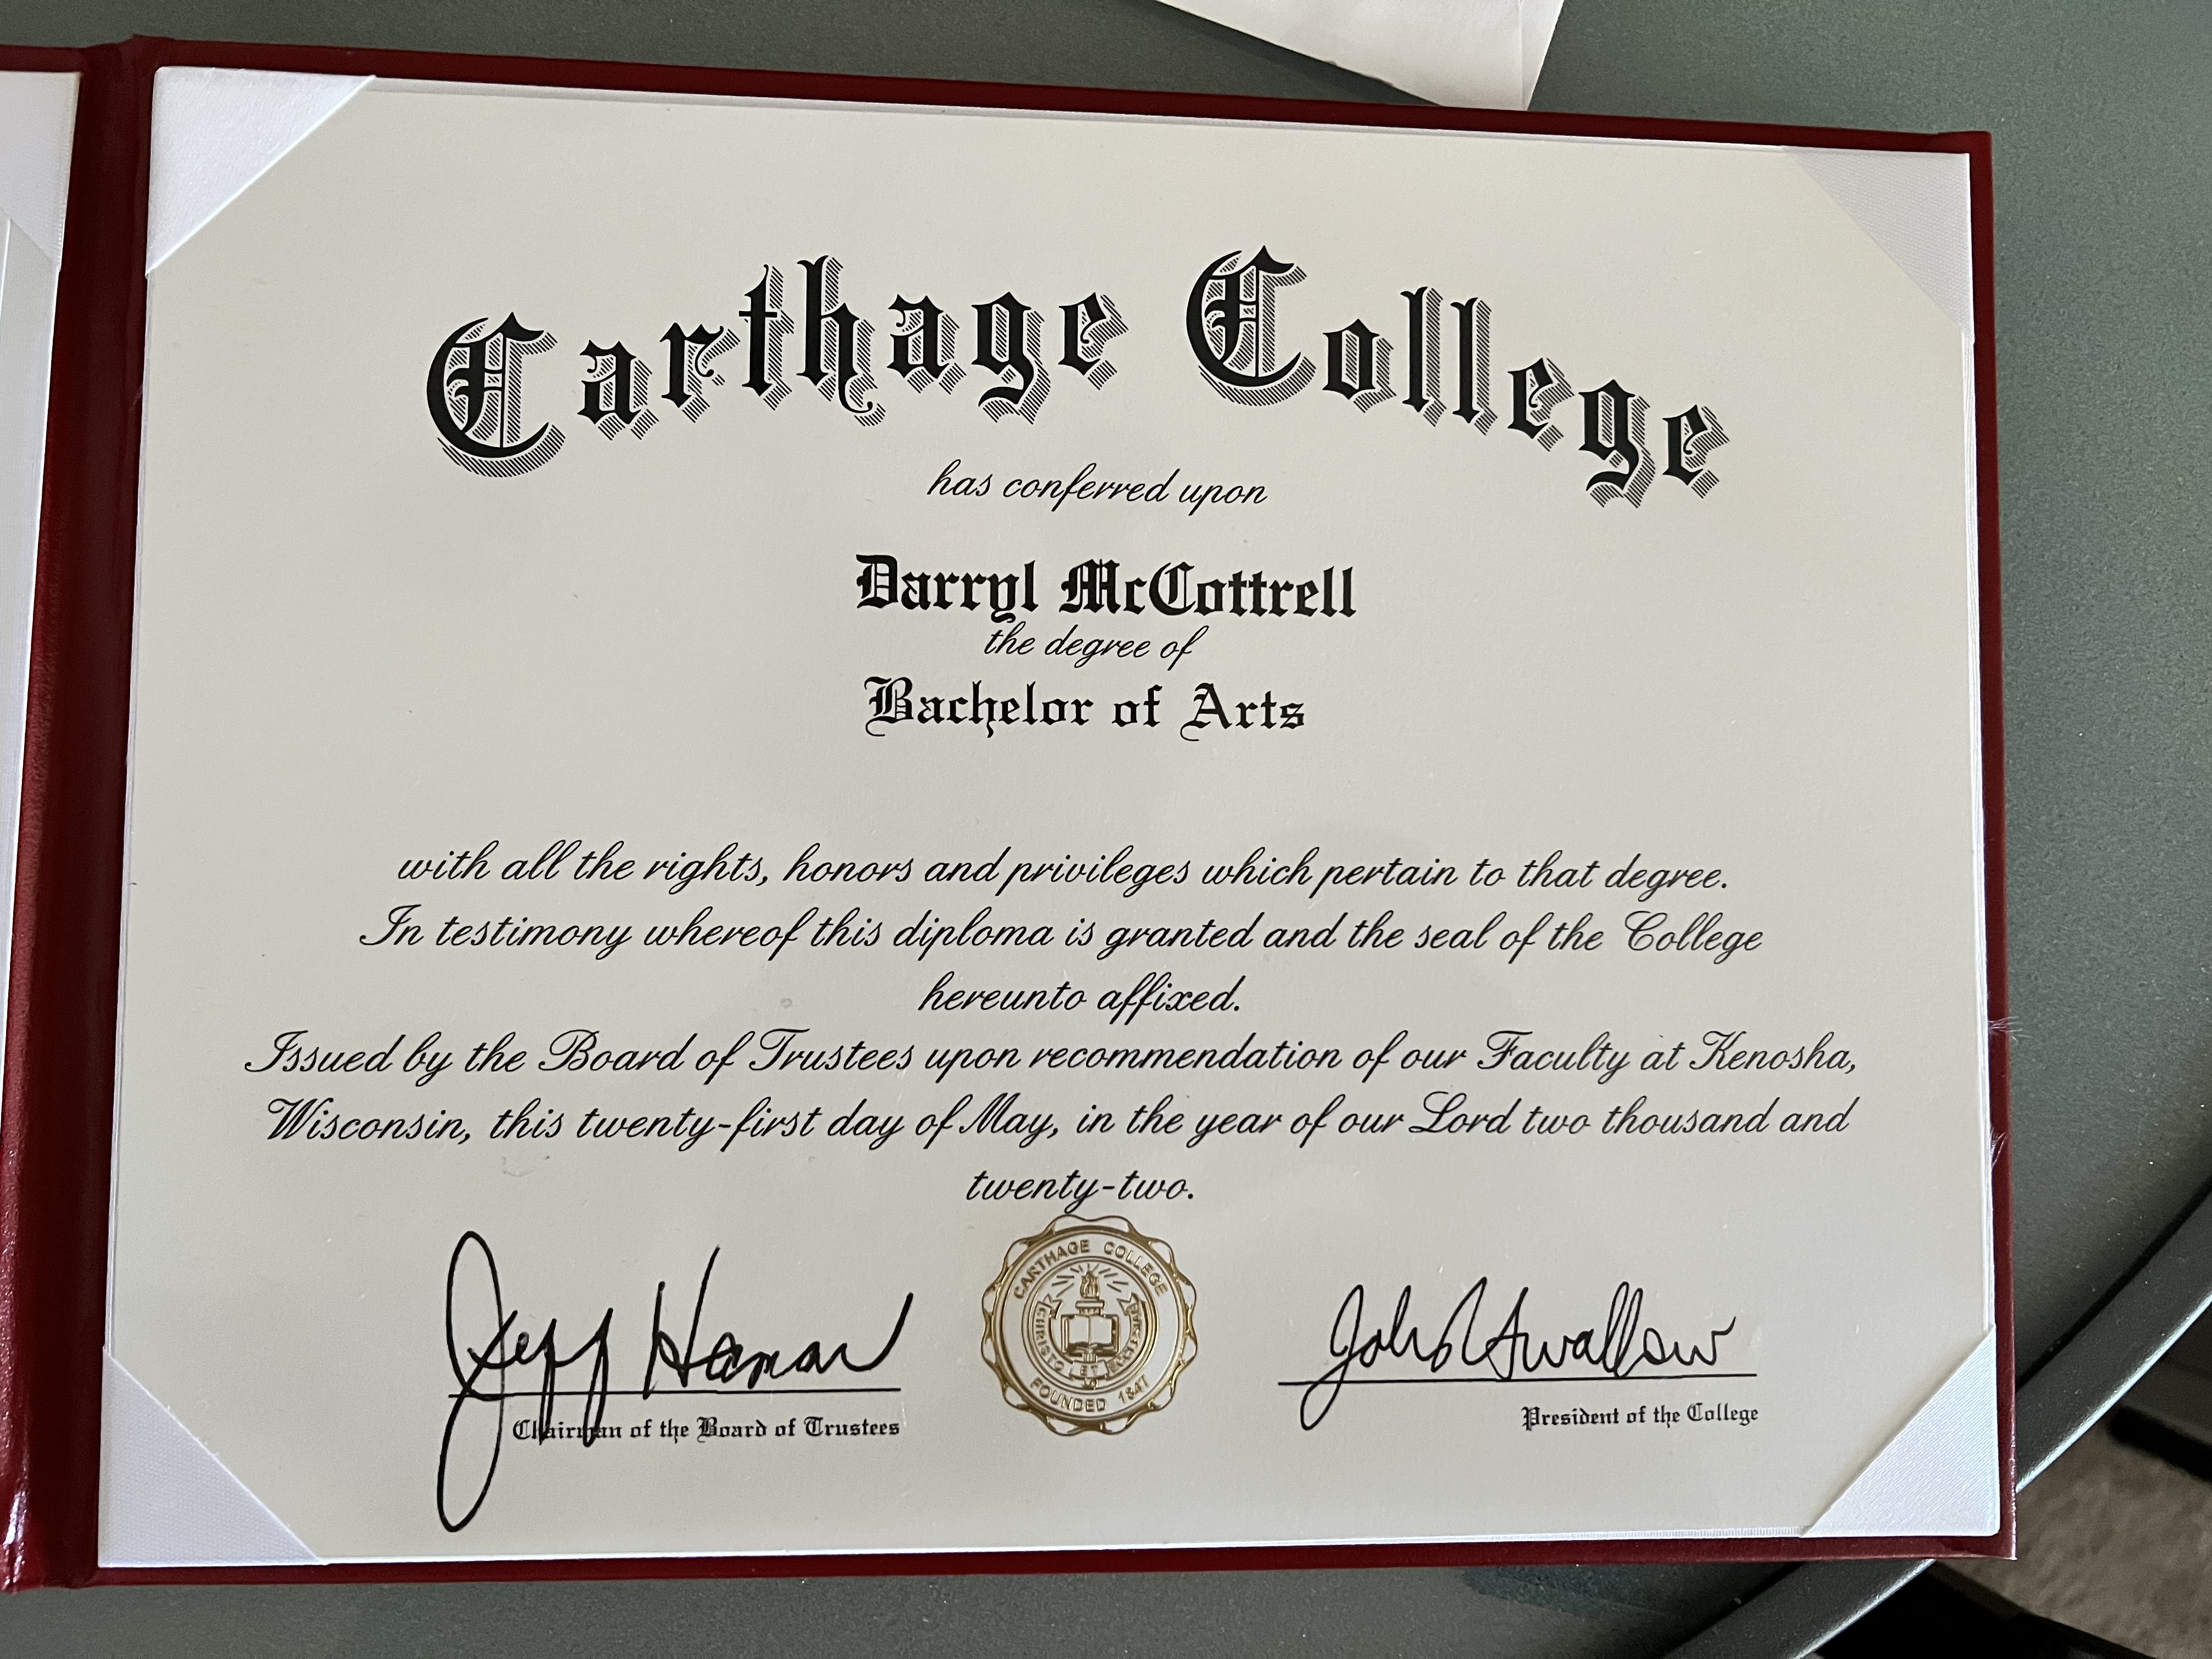 Carthage College
has conferred upon
Darryl McCottrell
the degree of
Bachelor of Arts
with all the rights, honors and privileges which pertain to that degree.
In testimony whereof this diploma is granted and the seal of the College
hereunto affixed.
Issued by the Board of Trustees upon recommendation of our Faculty at Kenosha,
Wisconsin, this twenty-first day of May, in the year of our Lord two thousand and
twenty-two.
CARTHAGE COLLEGE
CHRISTO ET ECCLESIAE
FOUNDED 1847
Jeff Hamar
Chairman of the Board of Trustees
John Swallow
President of the College